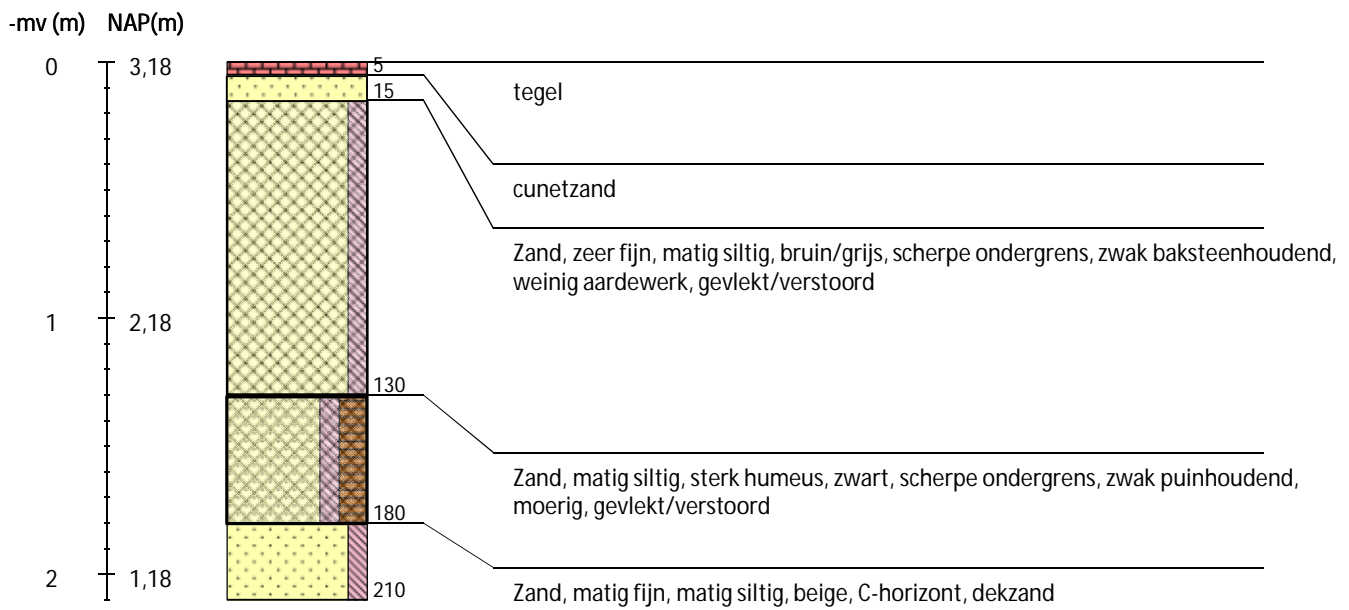 -mv (m) NAP(m)
0 3,18
5
tegel
15
cunetzand
Zand, zeer fijn, matig siltig, bruin/grijs, scherpe ondergrens, zwak baksteenhoudend,
weinig aardewerk, gevlekt/verstoord
1 2,18
130
Zand, matig siltig, sterk humeus, zwart, scherpe ondergrens, zwak puinhoudend,
moerig, gevlekt/verstoord
180
2 1,18
210
Zand, matig fijn, matig siltig, beige, C-horizont, dekzand